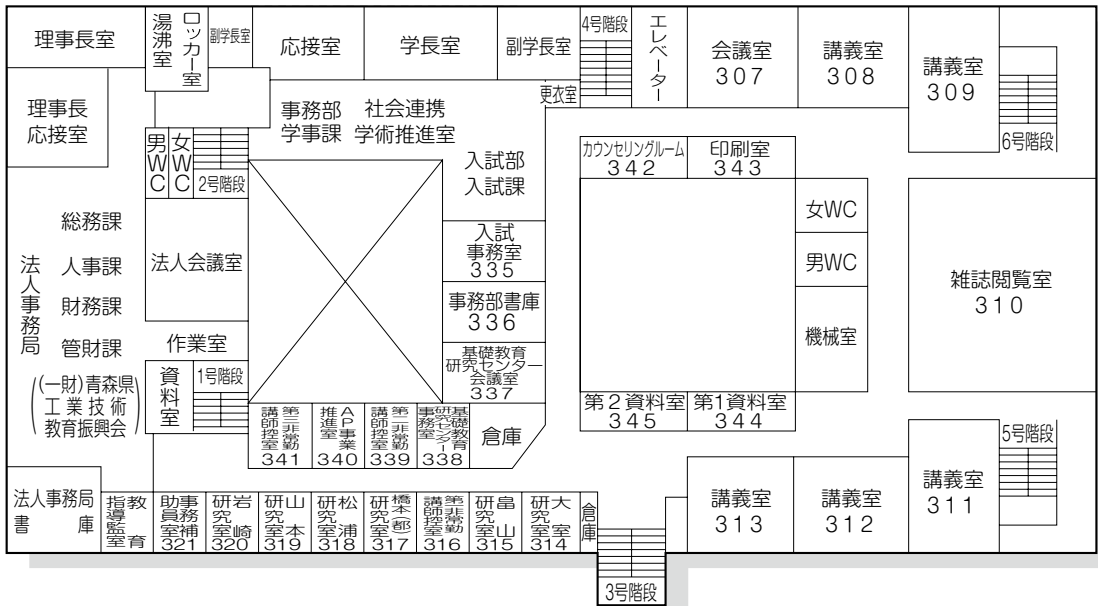 理事長室
湯沸室
ロッカー室
副学長室
応接室
学長室
副学長室
4号階段
エレベーター
会議室
307
講義室
308
講義室
309
6号階段
理事長
応接室
事務部
学事課
社会連携
学術推進室
更衣室
男WC
女WC
2号階段
入試部
入試課
カウンセリングルーム
342
印刷室
343
総務課
人事課
財務課
管財課
法人事務局
(一財)青森県
工業技術
教育振興会
法人会議室
作業室
資料室
1号階段
入試
事務室
335
事務部書庫
336
基礎教育
研究センター
会議室
337
女WC
男WC
機械室
雑誌閲覧室
310
第二非常勤
講師控室
341
AP事業
推進室
340
第二非常勤
講師控室
339
基礎教育
研究センター
事務室
338
倉庫
第2資料室
345
第1資料室
344
5号階段
法人事務局
書庫
教育
指導監室
事務補
助員室
321
岩崎
研究室
320
山本
研究室
319
松浦
研究室
318
橋本(都)
研究室
317
第一非常勤
講師控室
316
畠山
研究室
315
大室
研究室
314
倉庫
3号階段
講義室
313
講義室
312
講義室
311